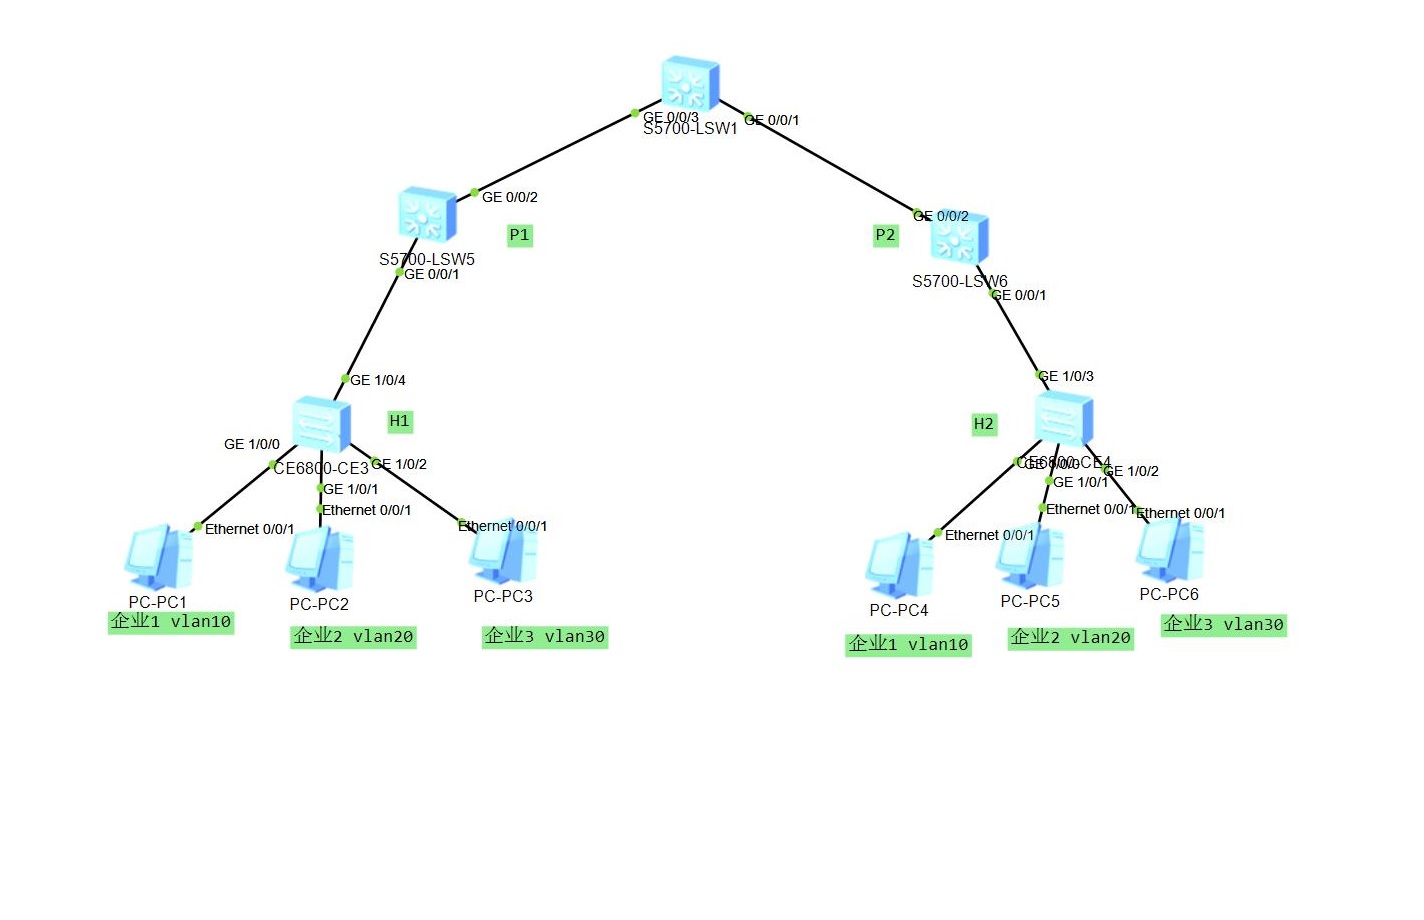 GE 0/0/3
GE 0/0/1
S5700-LSW1
GE 0/0/2
P1
P2
GE 0/0/2
S5700-LSW5
GE 0/0/1
S5700-LSW6
GE 0/0/1
GE 1/0/4
GE 1/0/3
H1
H2
GE 1/0/0
CE6800-CE3
GE 1/0/2
CE6800-CE4
GE 1/0/0
GE 1/0/2
GE 1/0/1
GE 1/0/1
Ethernet 0/0/1
Ethernet 0/0/1
Ethernet 0/0/1
Ethernet 0/0/1
Ethernet 0/0/1
Ethernet 0/0/1
PC-PC1
PC-PC2
PC-PC3
PC-PC4
PC-PC5
PC-PC6
企业1 vlan10
企业2 vlan20
企业3 vlan30
企业1 vlan10
企业2 vlan20
企业3 vlan30